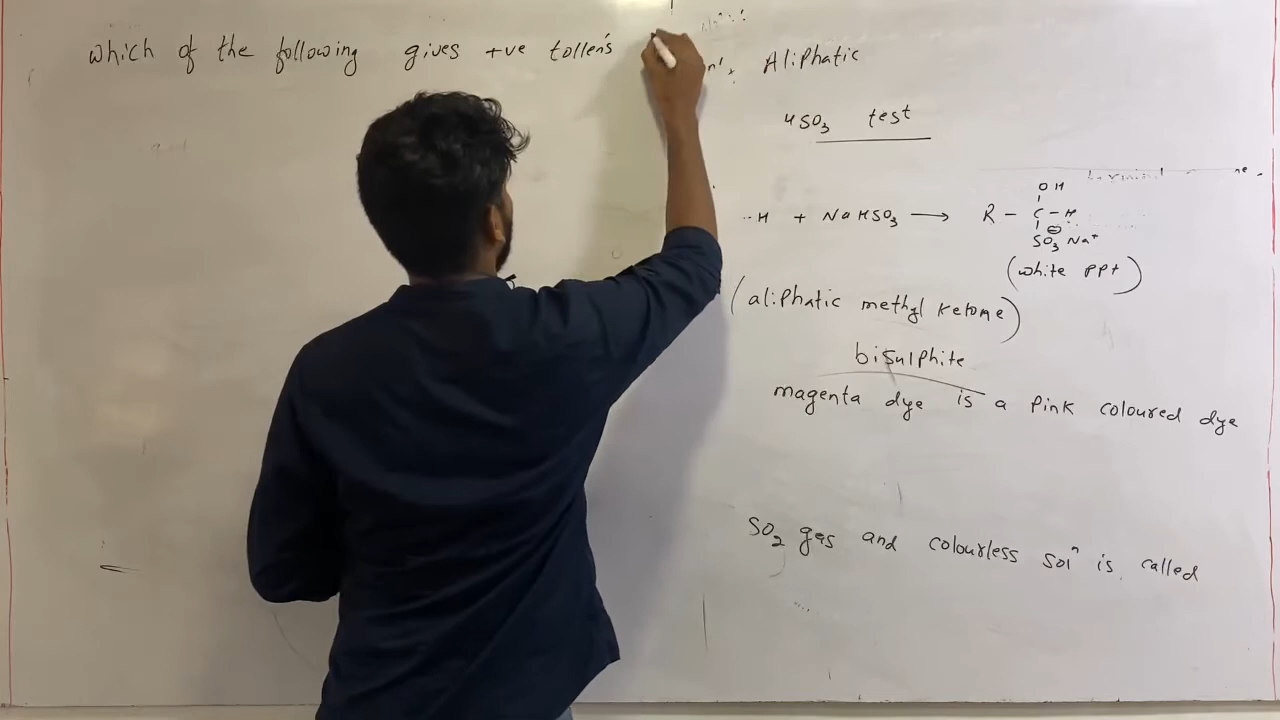 which of the following gives +ve tollen's
Aliphatic
HSO₃ test
H + NaHSO₃ ⟶ R - C - H
OH
SO₃⊖ Na⁺
(white PPt)
(aliphatic methyl ketone)
bisulphite
magenta dye is a Pink coloured dye
SO₂ gas and colourless solⁿ is called